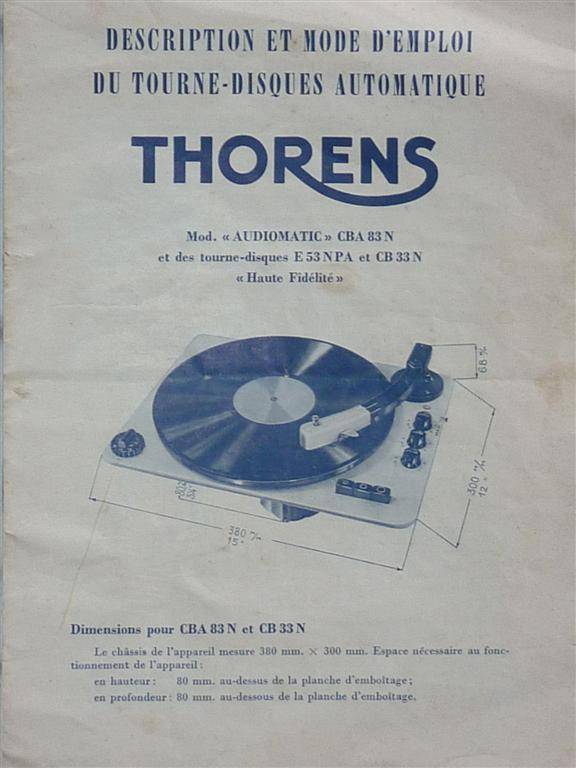 DESCRIPTION ET MODE D'EMPLOI
DU TOURNE-DISQUES AUTOMATIQUE
THORENS
Mod. « AUDIOMATIC » CBA 83 N
et des tourne-disques E 53 NPA et CB 33 N
« Haute Fidélité »
68 m/m
300 m/m
12"
380 m/m
15"
Dimensions pour CBA 83 N et CB 33 N
Le châssis de l'appareil mesure 380 mm. × 300 mm. Espace nécessaire au fonc-
tionnement de l'appareil :
en hauteur : 80 mm. au-dessus de la planche d'emboîtage ;
en profondeur : 80 mm. au-dessous de la planche d'emboîtage.